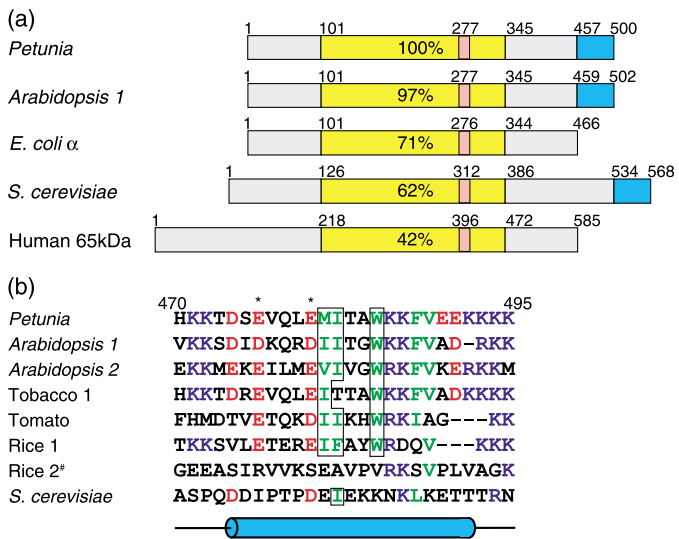 (a)
1 101 277 345 457 500
Petunia 100%
1 101 277 345 459 502
Arabidopsis 1 97%
1 101 276 344 466
E. coli α 71%
1 126 312 386 534 568
S. cerevisiae 62%
1 218 396 472 585
Human 65kDa 42%
(b)
470 * * 495
Petunia HKKTDSEVQLEMITAWKKFVEEKKKK
Arabidopsis 1 VKKSDIDKQRDIITGWKKFVAD-RKK
Arabidopsis 2 EKKMEKEILMEVIVGWRKFVKERKKM
Tobacco 1 HKKTDREVQLEITTAWKKFVADKKKK
Tomato FHMDTVETQKDIIKHWRKIAG---KK
Rice 1 TKKSVLETEREIFAYWRDQV---KKK
Rice 2# GEEASIRVVKSEAVPVRKSVPLVAGK
S. cerevisiae ASPQDDIPTPDEIEKKNKLKETTTRN